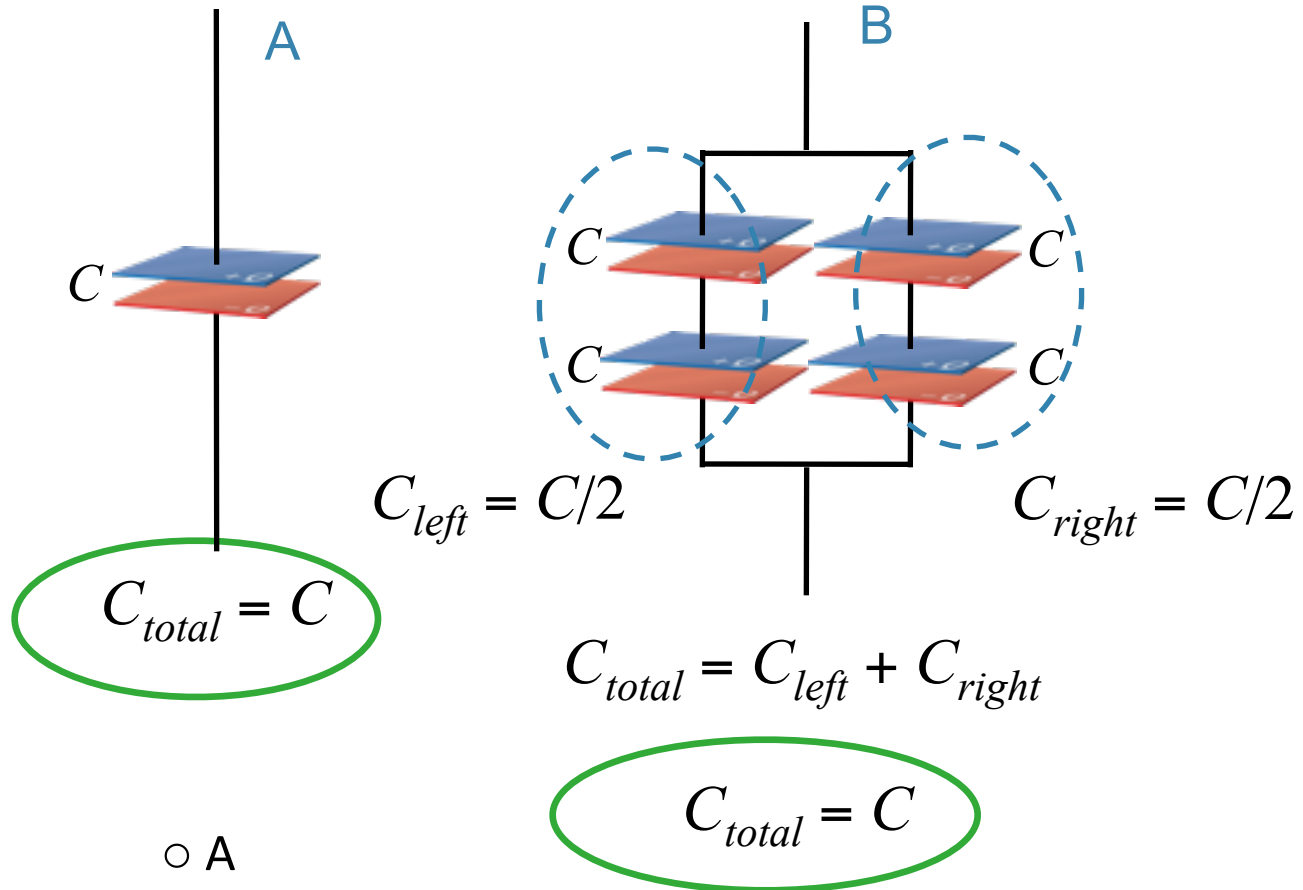 A
B
C
+Q
-Q
C
+Q
-Q
+Q
-Q
C
C
+Q
-Q
+Q
-Q
C
C_left = C/2
C_right = C/2
C_total = C
C_total = C_left + C_right
C_total = C
○ A